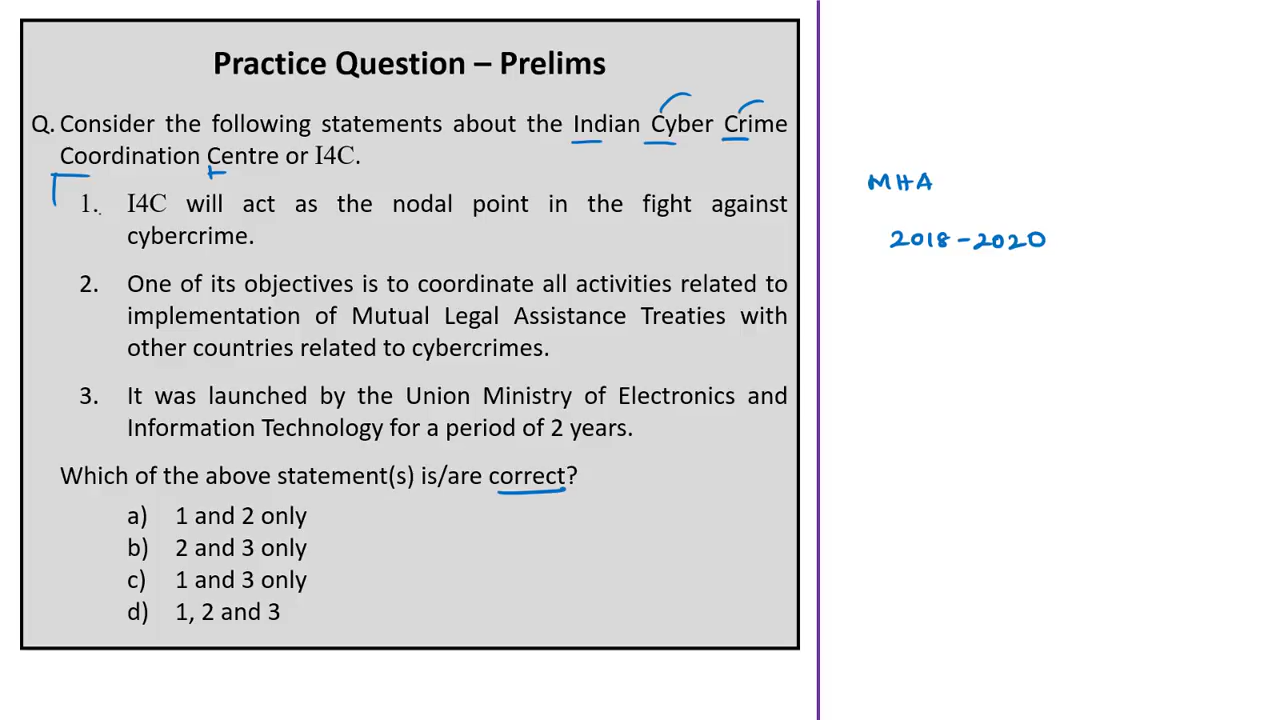 Practice Question – Prelims
Q. Consider the following statements about the Indian Cyber Crime
Coordination Centre or I4C.
1. I4C will act as the nodal point in the fight against
cybercrime.
2. One of its objectives is to coordinate all activities related to
implementation of Mutual Legal Assistance Treaties with
other countries related to cybercrimes.
3. It was launched by the Union Ministry of Electronics and
Information Technology for a period of 2 years.
Which of the above statement(s) is/are correct?
a) 1 and 2 only
b) 2 and 3 only
c) 1 and 3 only
d) 1, 2 and 3
MHA
2018-2020